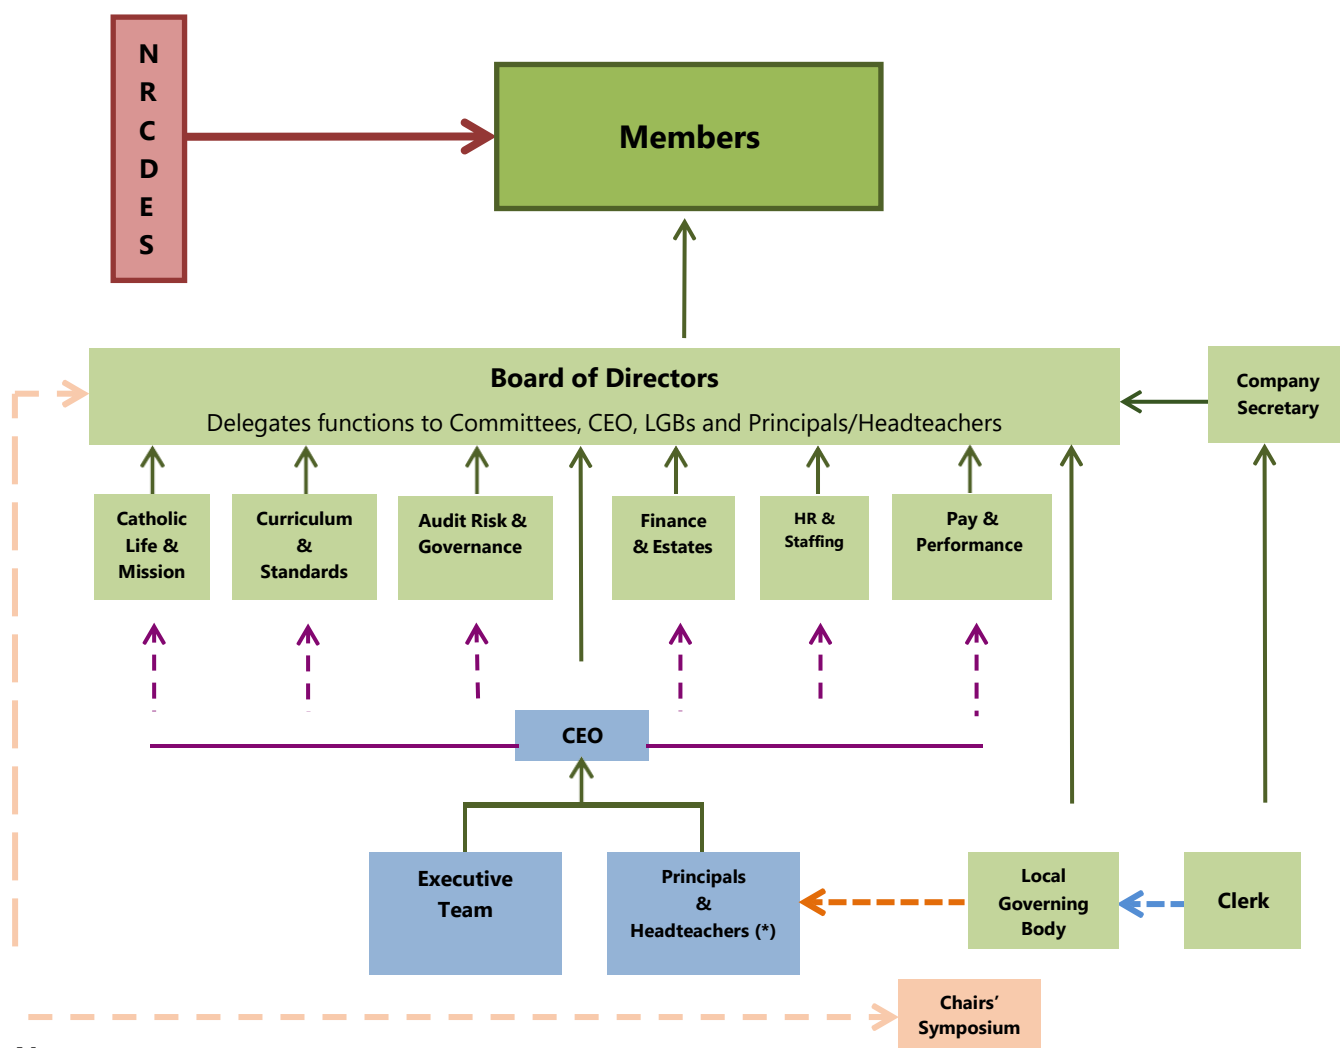 N
R
C
D
E
S
Members
Board of Directors
Delegates functions to Committees, CEO, LGBs and Principals/Headteachers
Company
Secretary
Catholic
Life &
Mission
Curriculum
&
Standards
Audit Risk &
Governance
Finance
& Estates
HR &
Staffing
Pay &
Performance
CEO
Executive
Team
Principals
&
Headteachers (*)
Local
Governing
Body
Clerk
Chairs’
Symposium